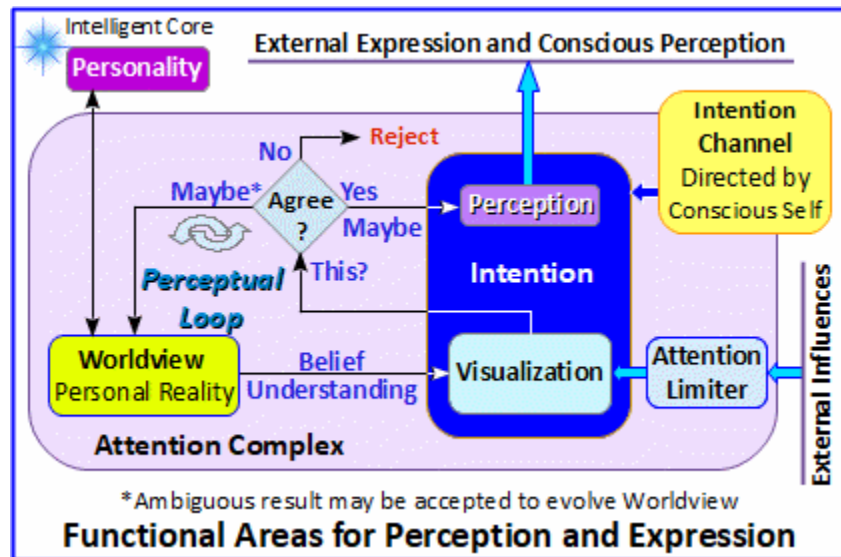 Intelligent Core
Personality
External Expression and Conscious Perception
Intention
Channel
Directed by
Conscious Self
No
Reject
Maybe*
Agree
?
Yes
Maybe
Perception
This?
Intention
Perceptual
Loop
Worldview
Personal Reality
Belief
Understanding
Visualization
Attention
Limiter
External Influences
Attention Complex
*Ambiguous result may be accepted to evolve Worldview
Functional Areas for Perception and Expression